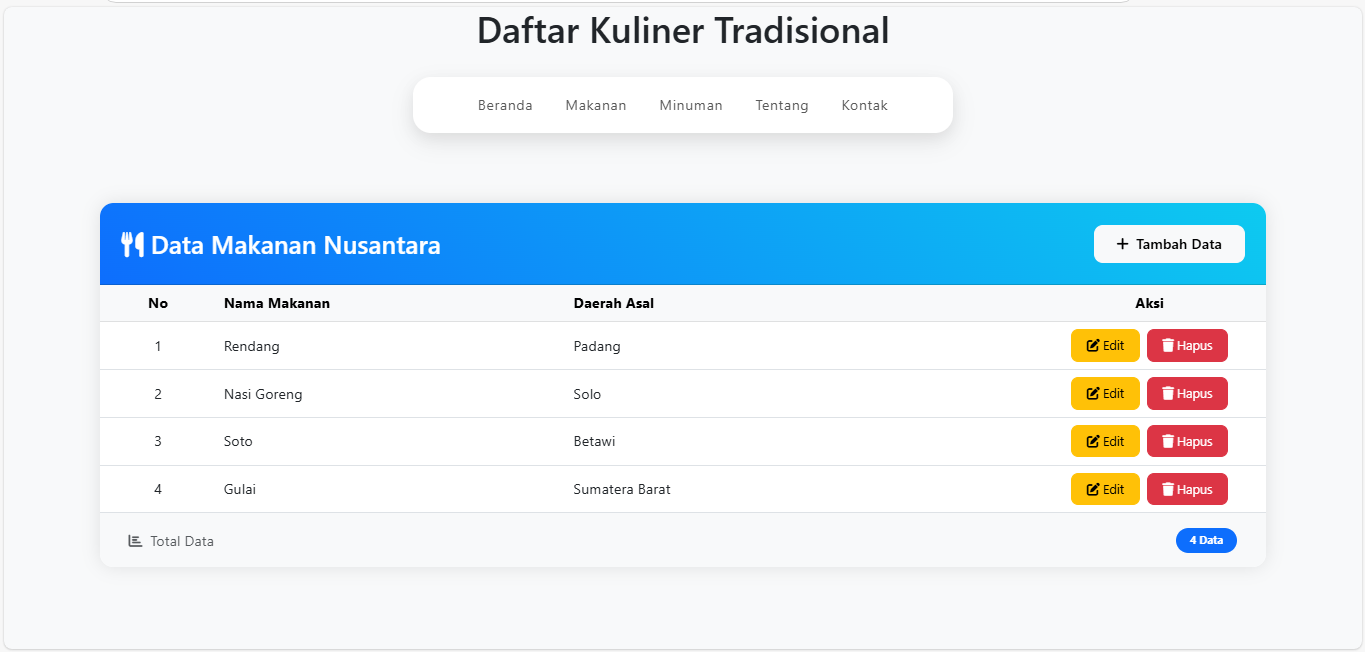 Daftar Kuliner Tradisional
Beranda Makanan Minuman Tentang Kontak
Data Makanan Nusantara + Tambah Data
No Nama Makanan Daerah Asal Aksi
1 Rendang Padang Edit Hapus
2 Nasi Goreng Solo Edit Hapus
3 Soto Betawi Edit Hapus
4 Gulai Sumatera Barat Edit Hapus
Total Data 4 Data